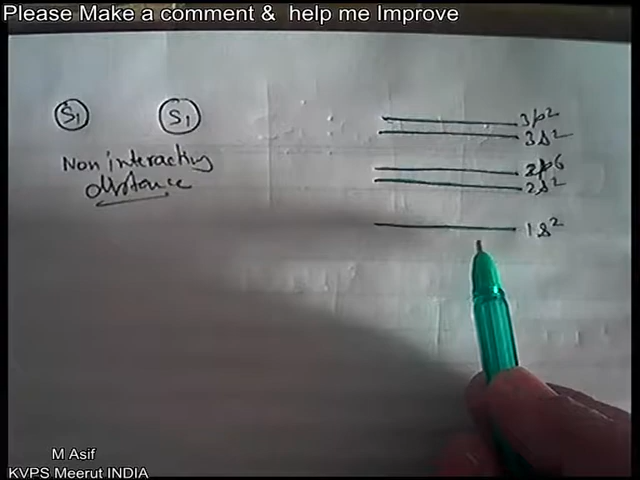 Please Make a comment & help me Improve
S₁ S₁
Non interacting
distance
3p²
3s²
2p⁶
2s²
1s²
M Asif
KVPS Meerut INDIA